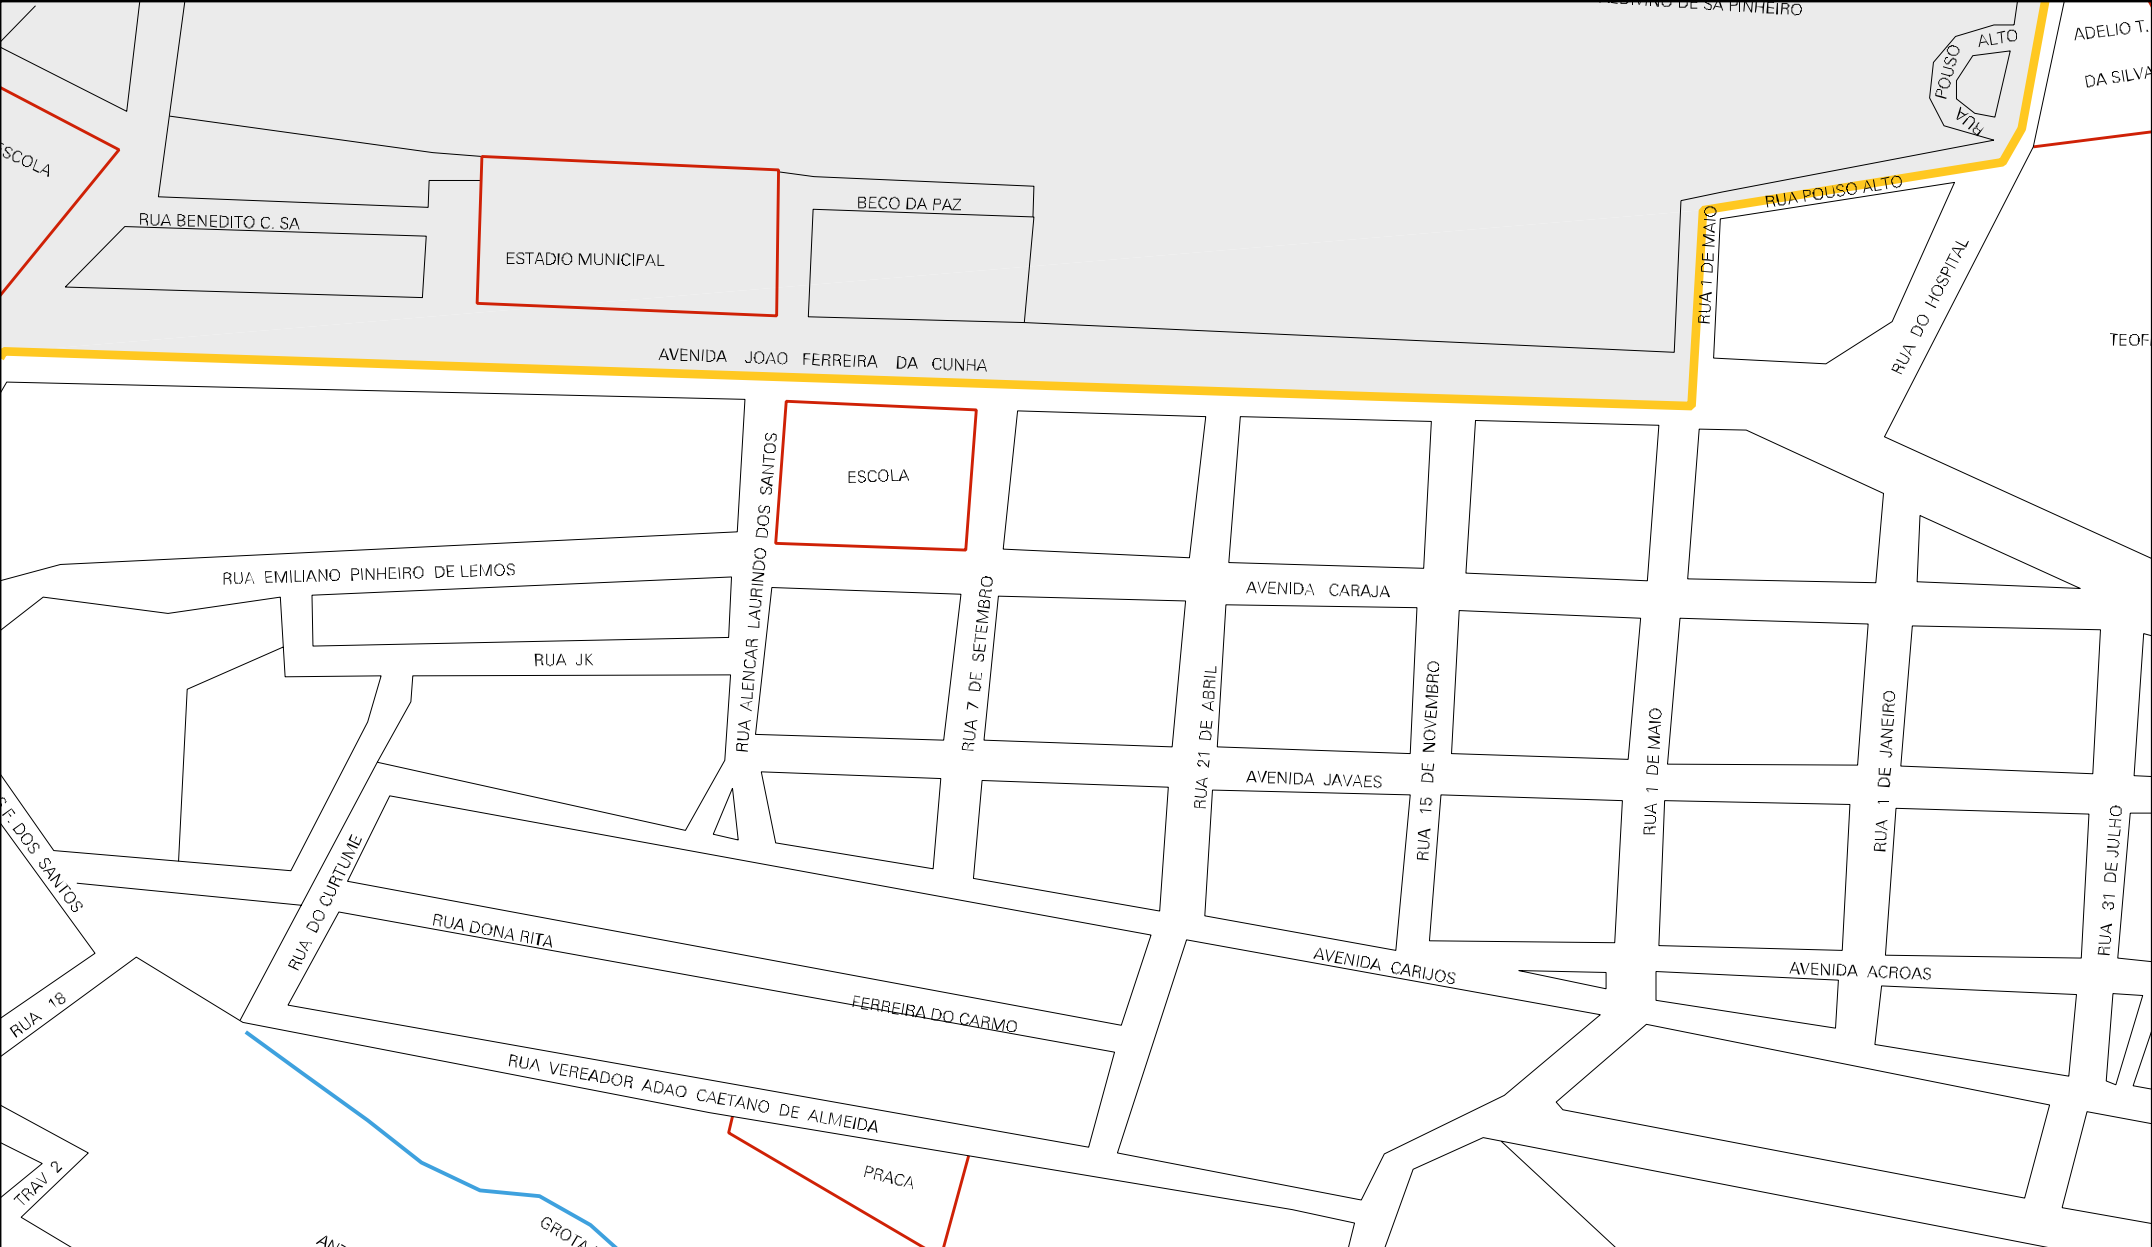 DE SA PINHEIRO
ADELIO T.
ALTO
POUSO
RUA
DA SILVA
ESCOLA
RUA POUSO ALTO
BECO DA PAZ
RUA BENEDITO C. SA
ESTADIO MUNICIPAL
RUA 1 DE MAIO
RUA DO HOSPITAL
AVENIDA JOAO FERREIRA DA CUNHA
ESCOLA
RUA ALENCAR LAURINDO DOS SANTOS
RUA EMILIANO PINHEIRO DE LEMOS
AVENIDA CARAJA
RUA JK
RUA 7 DE SETEMBRO
RUA 21 DE ABRIL
RUA 15 DE NOVEMBRO
RUA 1 DE MAIO
RUA 1 DE JANEIRO
AVENIDA JAVAES
RUA 31 DE JULHO
F. DOS SANTOS
RUA DO CURTUME
RUA DONA RITA
FERREIRA DO CARMO
AVENIDA CARIJOS
AVENIDA ACROAS
RUA 18
RUA VEREADOR ADAO CAETANO DE ALMEIDA
PRACA
TRAV 2
GROTA